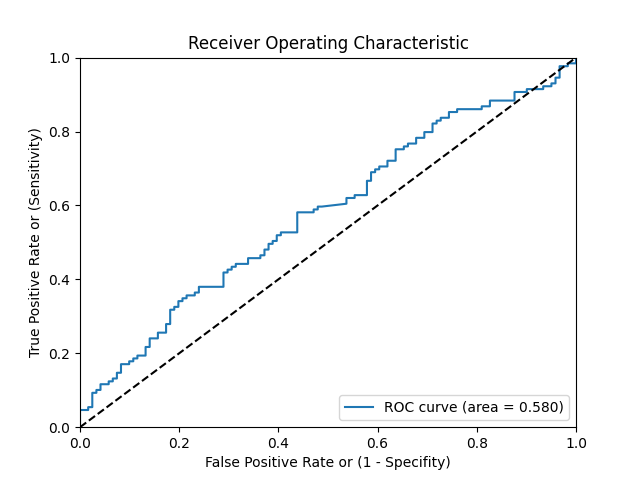 Receiver Operating Characteristic
1.0
0.8
0.6
0.4
0.2
0.0
True Positive Rate or (Sensitivity)
ROC curve (area = 0.580)
0.0 0.2 0.4 0.6 0.8 1.0
False Positive Rate or (1 - Specifity)